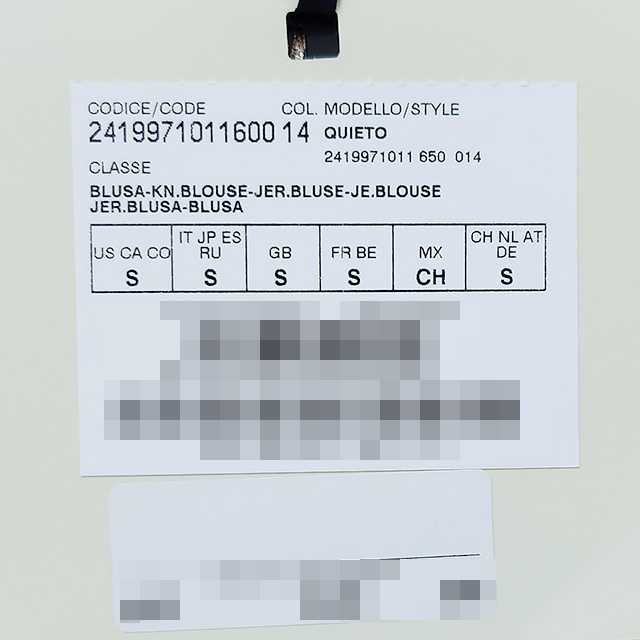 CODICE/CODE COL. MODELLO/STYLE
2419971011600 14 QUIETO
2419971011 650 014
CLASSE
BLUSA-KN.BLOUSE-JER.BLUSE-JE.BLOUSE
JER.BLUSA-BLUSA
US CA CO IT JP ES RU GB FR BE MX CH NL AT DE
S S S S CH S